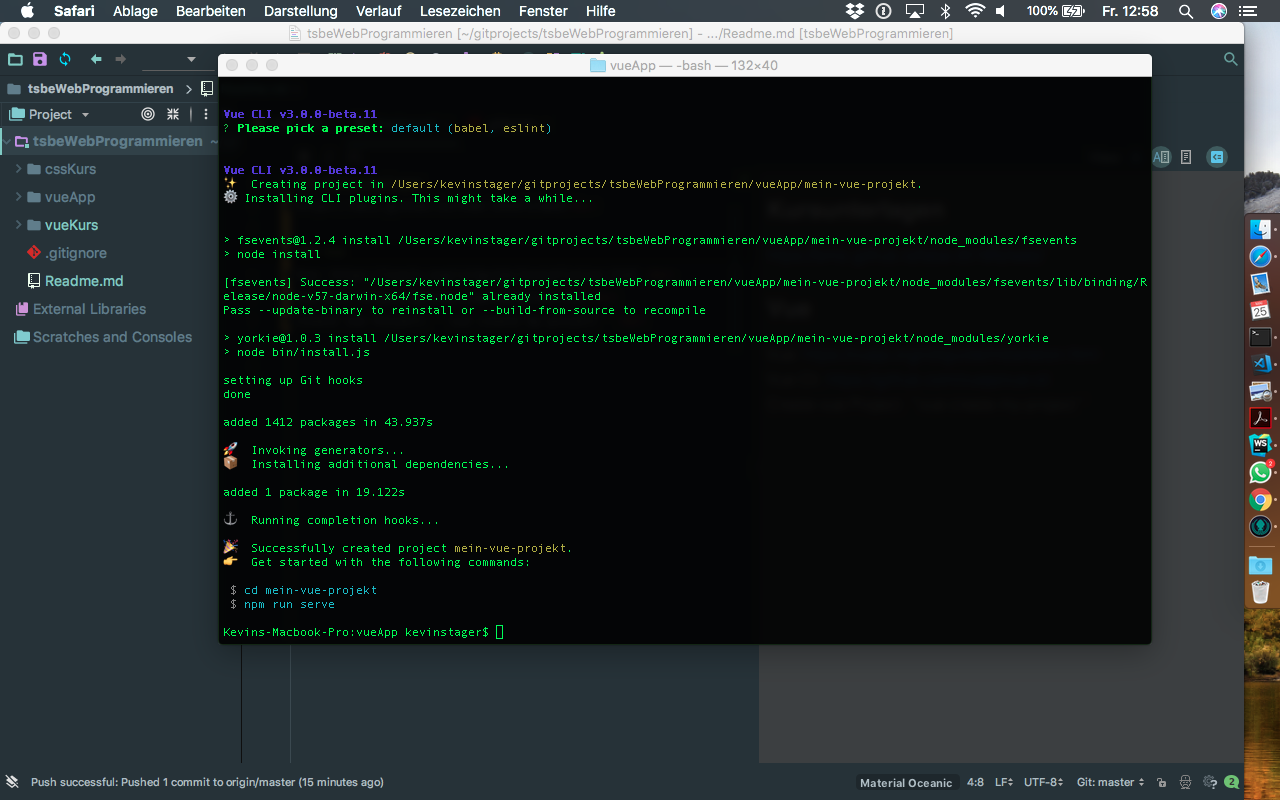 Safari Ablage Bearbeiten Darstellung Verlauf Lesezeichen Fenster Hilfe 100% Fr. 12:58
tsbeWebProgrammieren [~/gitprojects/tsbeWebProgrammieren] - .../Readme.md [tsbeWebProgrammieren]
vueApp — -bash — 132×40
tsbeWebProgrammieren
Project
tsbeWebProgrammieren ~
cssKurs
vueApp
vueKurs
.gitignore
Readme.md
External Libraries
Scratches and Consoles
Vue CLI v3.0.0-beta.11
? Please pick a preset: default (babel, eslint)
Vue CLI v3.0.0-beta.11
✨ Creating project in /Users/kevinstager/gitprojects/tsbeWebProgrammieren/vueApp/mein-vue-projekt.
⚙ Installing CLI plugins. This might take a while...
> fsevents@1.2.4 install /Users/kevinstager/gitprojects/tsbeWebProgrammieren/vueApp/mein-vue-projekt/node_modules/fsevents
> node install
[fsevents] Success: "/Users/kevinstager/gitprojects/tsbeWebProgrammieren/vueApp/mein-vue-projekt/node_modules/fsevents/lib/binding/R
elease/node-v57-darwin-x64/fse.node" already installed
Pass --update-binary to reinstall or --build-from-source to recompile
> yorkie@1.0.3 install /Users/kevinstager/gitprojects/tsbeWebProgrammieren/vueApp/mein-vue-projekt/node_modules/yorkie
> node bin/install.js
setting up Git hooks
done
added 1412 packages in 43.937s
🚀 Invoking generators...
📦 Installing additional dependencies...
added 1 package in 19.122s
⚓ Running completion hooks...
🎉 Successfully created project mein-vue-projekt.
👉 Get started with the following commands:
$ cd mein-vue-projekt
$ npm run serve
Kevins-Macbook-Pro:vueApp kevinstager$
25
WS
2
Push successful: Pushed 1 commit to origin/master (15 minutes ago)
Material Oceanic 4:8 LF UTF-8 Git: master 2